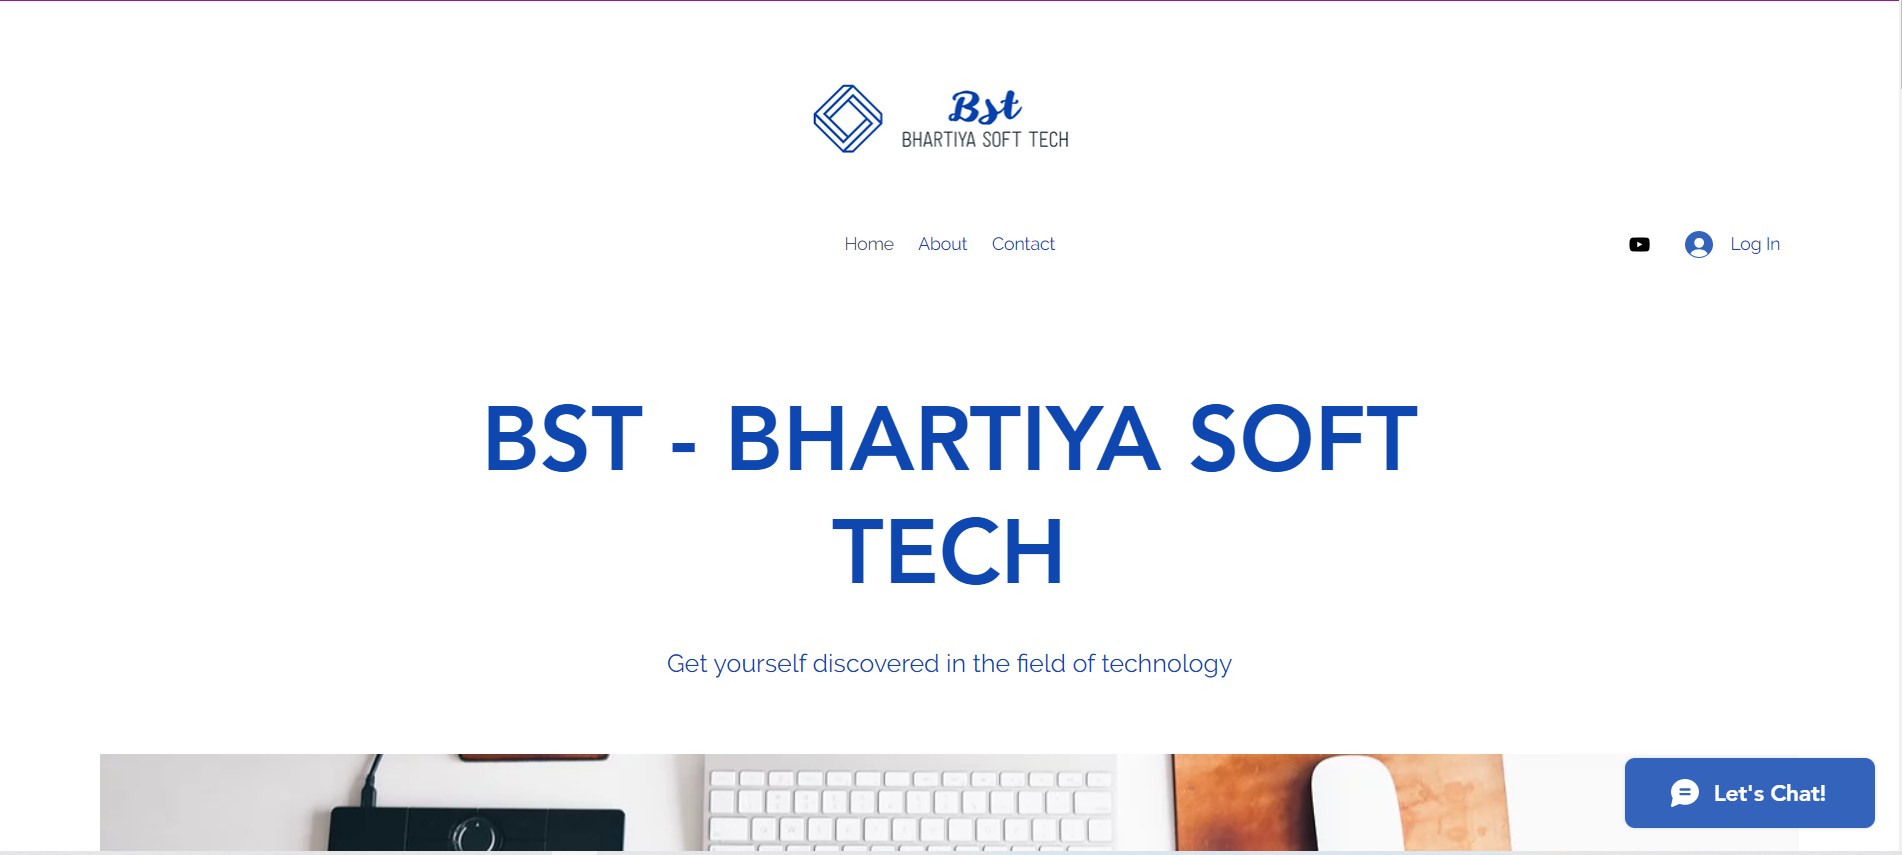 Bst
BHARTIYA SOFT TECH
Home About Contact Log In
BST - BHARTIYA SOFT
TECH
Get yourself discovered in the field of technology
Let's Chat!